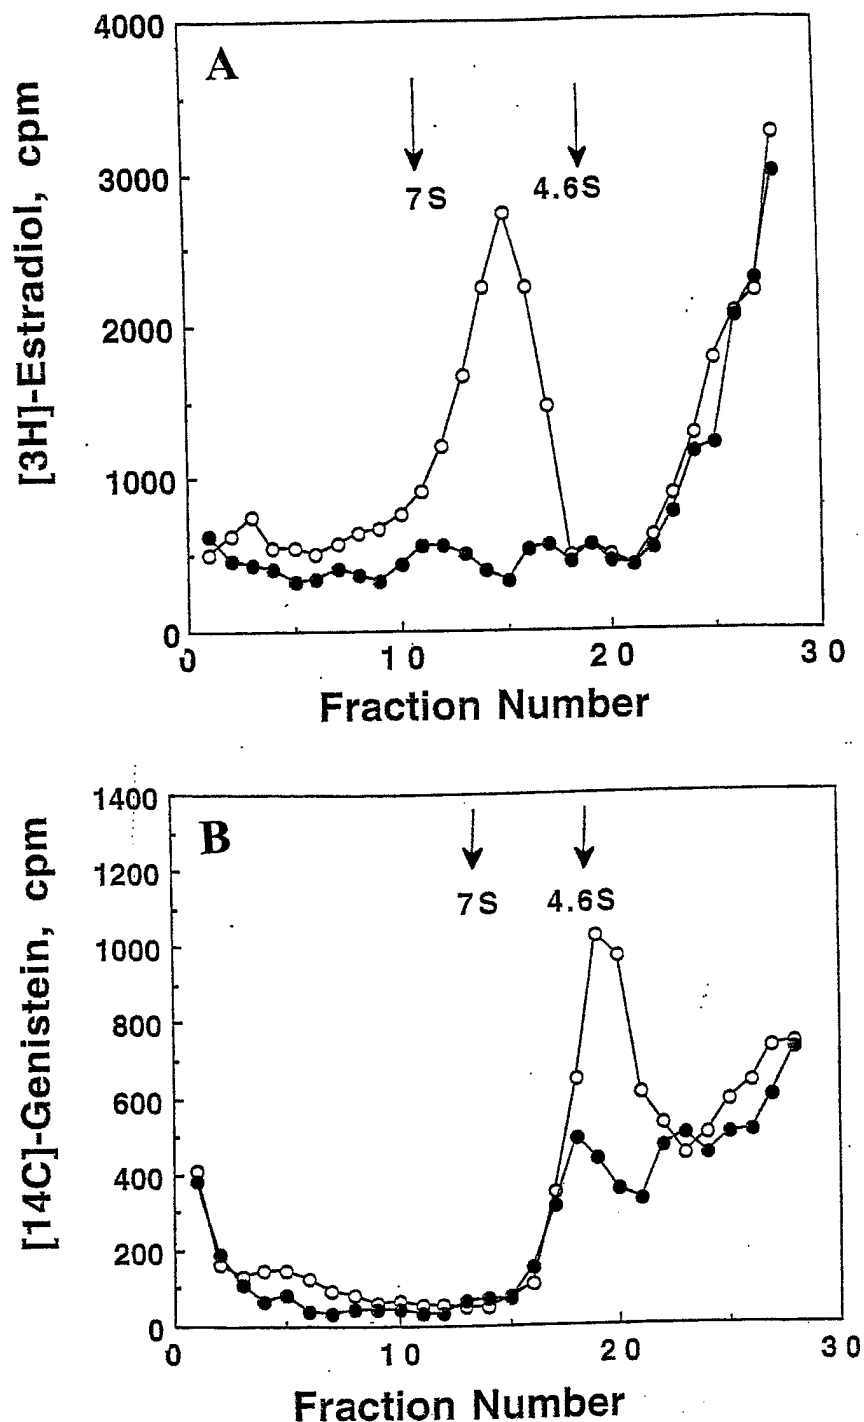 A
[3H]-Estradiol, cpm
4000
3000
2000
1000
0
7S
4.6S
0 10 20 30
Fraction Number
B
[14C]-Genistein, cpm
1400
1200
1000
800
600
400
200
0
7S
4.6S
0 10 20 30
Fraction Number